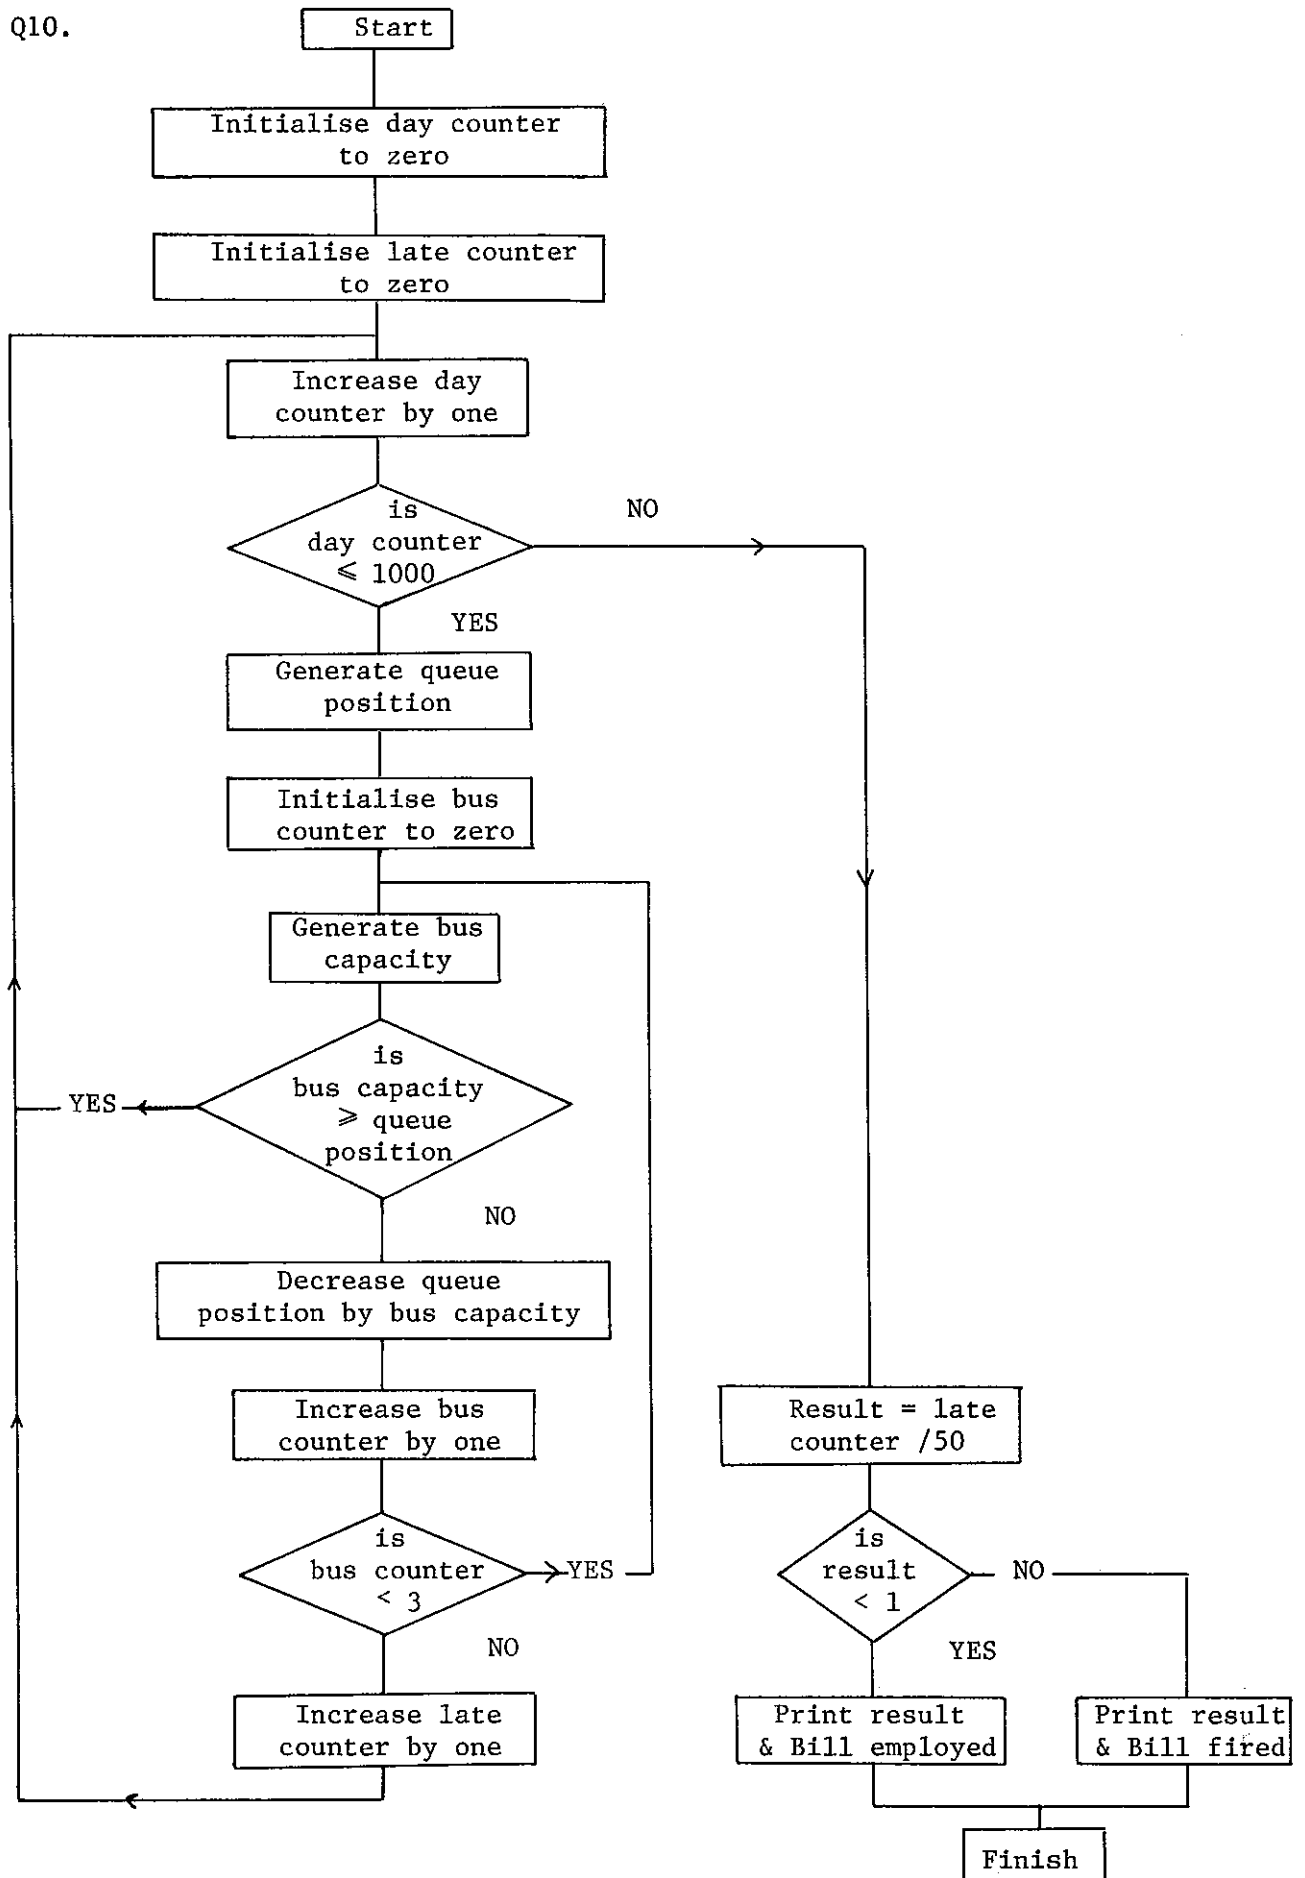 Q10.
Start
Initialise day counter
to zero
Initialise late counter
to zero
Increase day
counter by one
is
day counter
⩽ 1000
NO
YES
Generate queue
position
Initialise bus
counter to zero
Generate bus
capacity
is
bus capacity
⩾ queue
position
YES
NO
Decrease queue
position by bus capacity
Increase bus
counter by one
is
bus counter
< 3
YES
NO
Increase late
counter by one
Result = late
counter /50
is
result
< 1
NO
YES
Print result
& Bill employed
Print result
& Bill fired
Finish